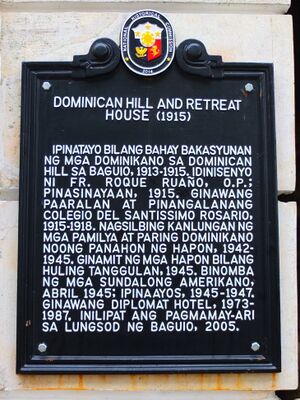 NATIONAL HISTORICAL COMMISSION
2014
DOMINICAN HILL AND RETREAT
HOUSE (1915)
IPINATAYO BILANG BAHAY BAKASYUNAN
NG MGA DOMINIKANO SA DOMINICAN
HILL SA BAGUIO, 1913-1915. IDINISENYO
NI FR. ROQUE RUAÑO, O.P.;
PINASINAYAAN, 1915. GINAWANG
PAARALAN AT PINANGALANANG
COLEGIO DEL SANTISSIMO ROSARIO,
1915-1918. NAGSILBING KANLUNGAN NG
MGA PAMILYA AT PARING DOMINIKANO
NOONG PANAHON NG HAPON, 1942-
1945. GINAMIT NG MGA HAPON BILANG
HULING TANGGULAN, 1945. BINOMBA
NG MGA SUNDALONG AMERIKANO,
ABRIL 1945; IPINAAYOS, 1945-1947.
GINAWANG DIPLOMAT HOTEL, 1973-
1987. INILIPAT ANG PAGMAMAY-ARI
SA LUNGSOD NG BAGUIO, 2005.